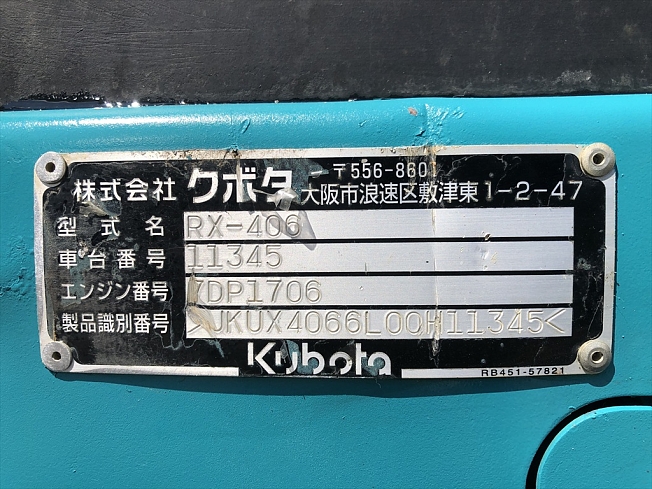 株式会社 クボタ 〒556-8601
大阪市浪速区敷津東1-2-47
型式名 RX-406
車台番号 11345
エンジン番号 7DP1706
製品識別番号 >JKUX4066L00H11345<
Kubota
RB451-57821